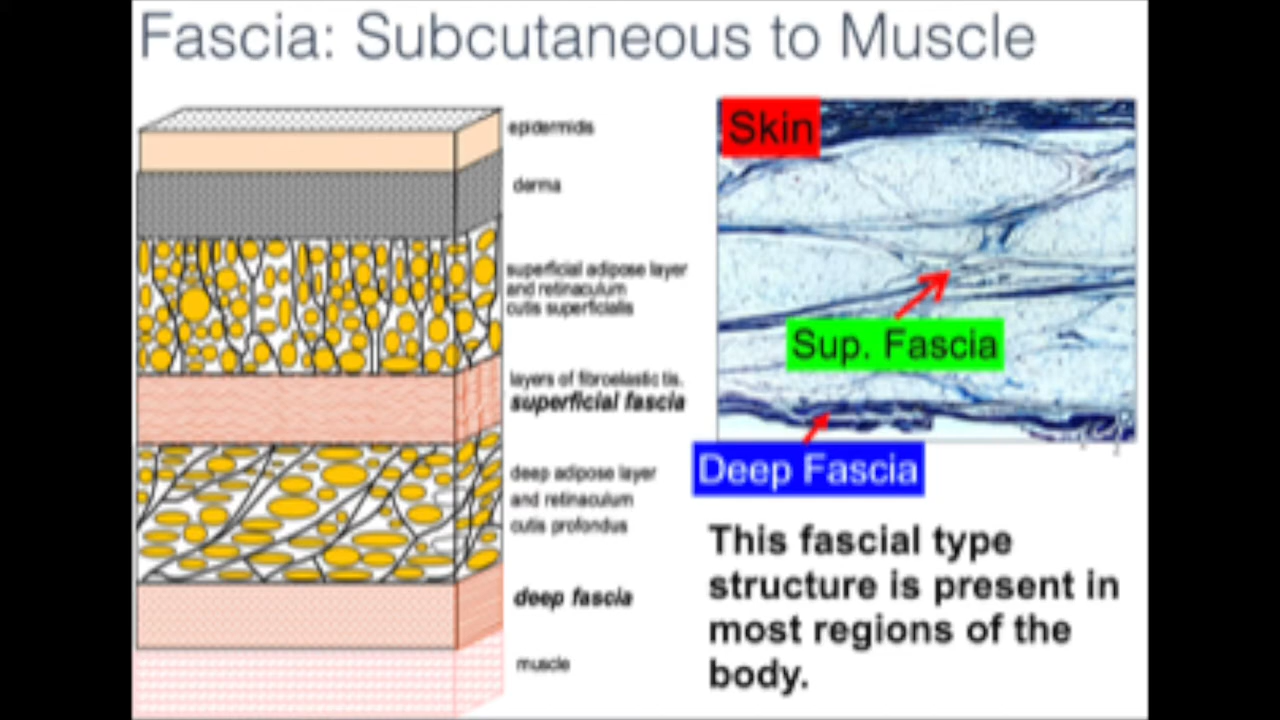 Fascia: Subcutaneous to Muscle
epidermidis
derma
superficial adipose layer
and retinaculum
cutis superficialis
layers of fibroelastic tis.
superficial fascia
deep adipose layer
and retinaculum
cutis profondus
deep fascia
muscle
Skin
Sup. Fascia
Deep Fascia
This fascial type
structure is present in
most regions of the
body.